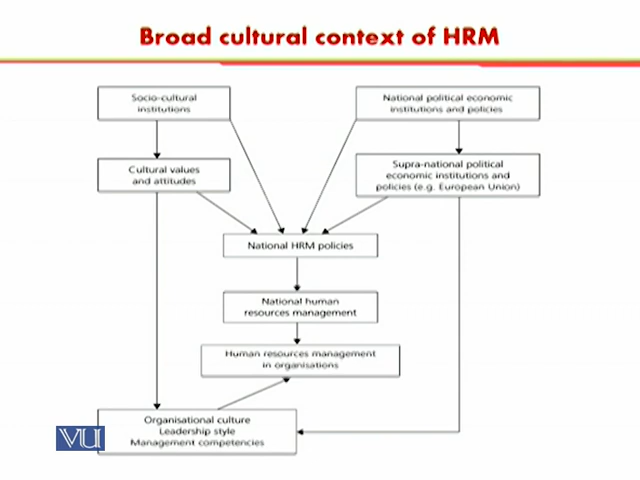 Broad cultural context of HRM
Socio-cultural
institutions
National political economic
institutions and policies
Cultural values
and attitudes
Supra-national political
economic institutions and
policies (e.g. European Union)
National HRM policies
National human
resources management
Human resources management
in organisations
Organisational culture
Leadership style
Management competencies
VU